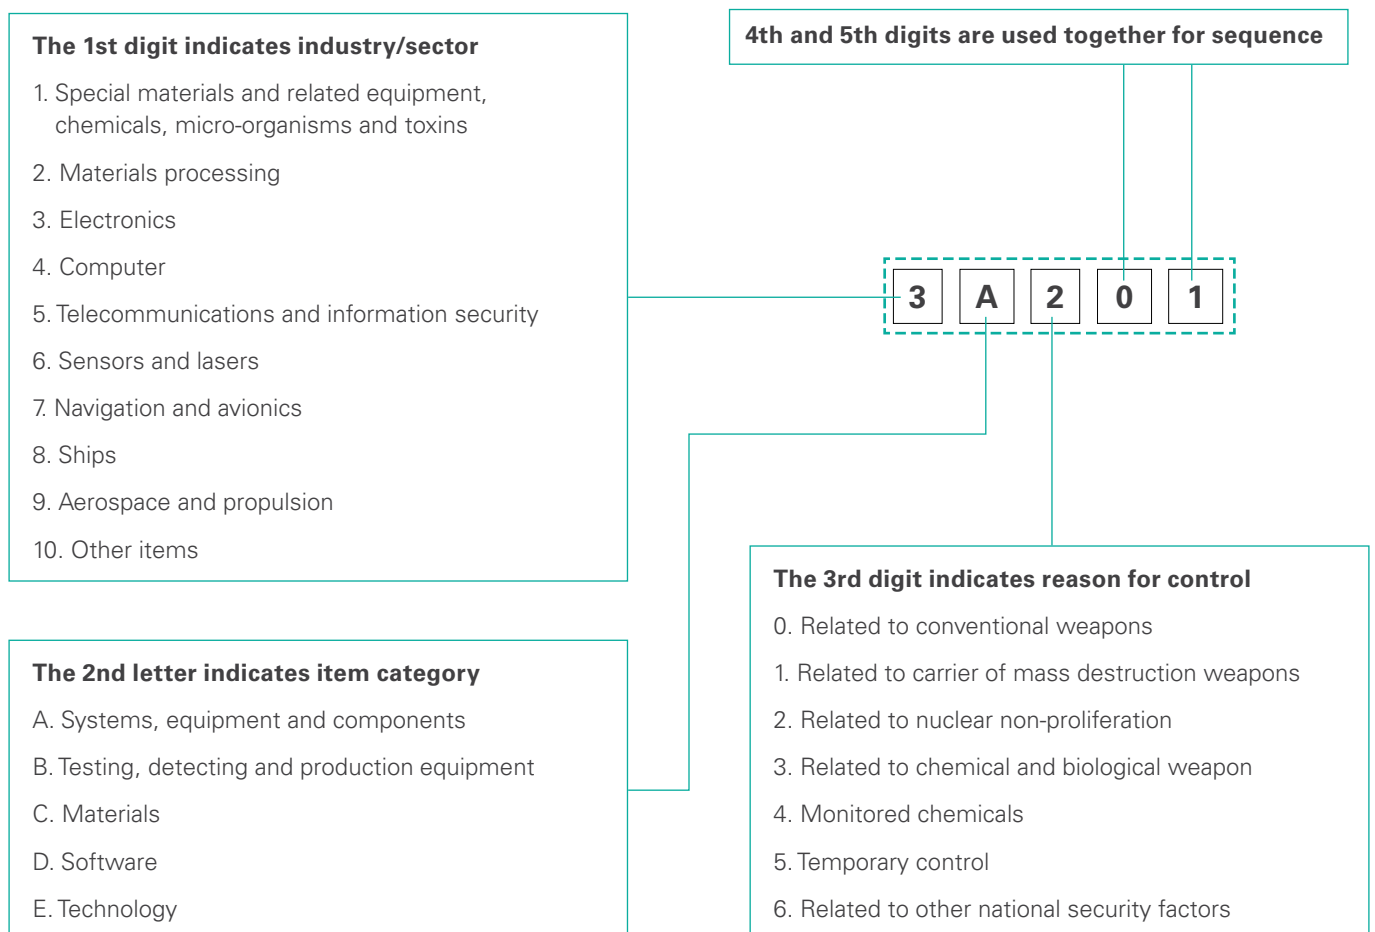 The 1st digit indicates industry/sector
1. Special materials and related equipment,
chemicals, micro-organisms and toxins
2. Materials processing
3. Electronics
4. Computer
5. Telecommunications and information security
6. Sensors and lasers
7. Navigation and avionics
8. Ships
9. Aerospace and propulsion
10. Other items
4th and 5th digits are used together for sequence
3 A 2 0 1
The 2nd letter indicates item category
A. Systems, equipment and components
B. Testing, detecting and production equipment
C. Materials
D. Software
E. Technology
The 3rd digit indicates reason for control
0. Related to conventional weapons
1. Related to carrier of mass destruction weapons
2. Related to nuclear non-proliferation
3. Related to chemical and biological weapon
4. Monitored chemicals
5. Temporary control
6. Related to other national security factors